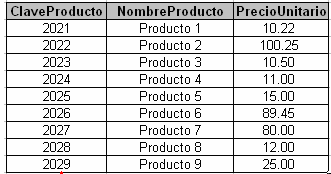 ClaveProducto NombreProducto PrecioUnitario
2021 Producto 1 10.22
2022 Producto 2 100.25
2023 Producto 3 10.50
2024 Producto 4 11.00
2025 Producto 5 15.00
2026 Producto 6 89.45
2027 Producto 7 80.00
2028 Producto 8 12.00
2029 Producto 9 25.00